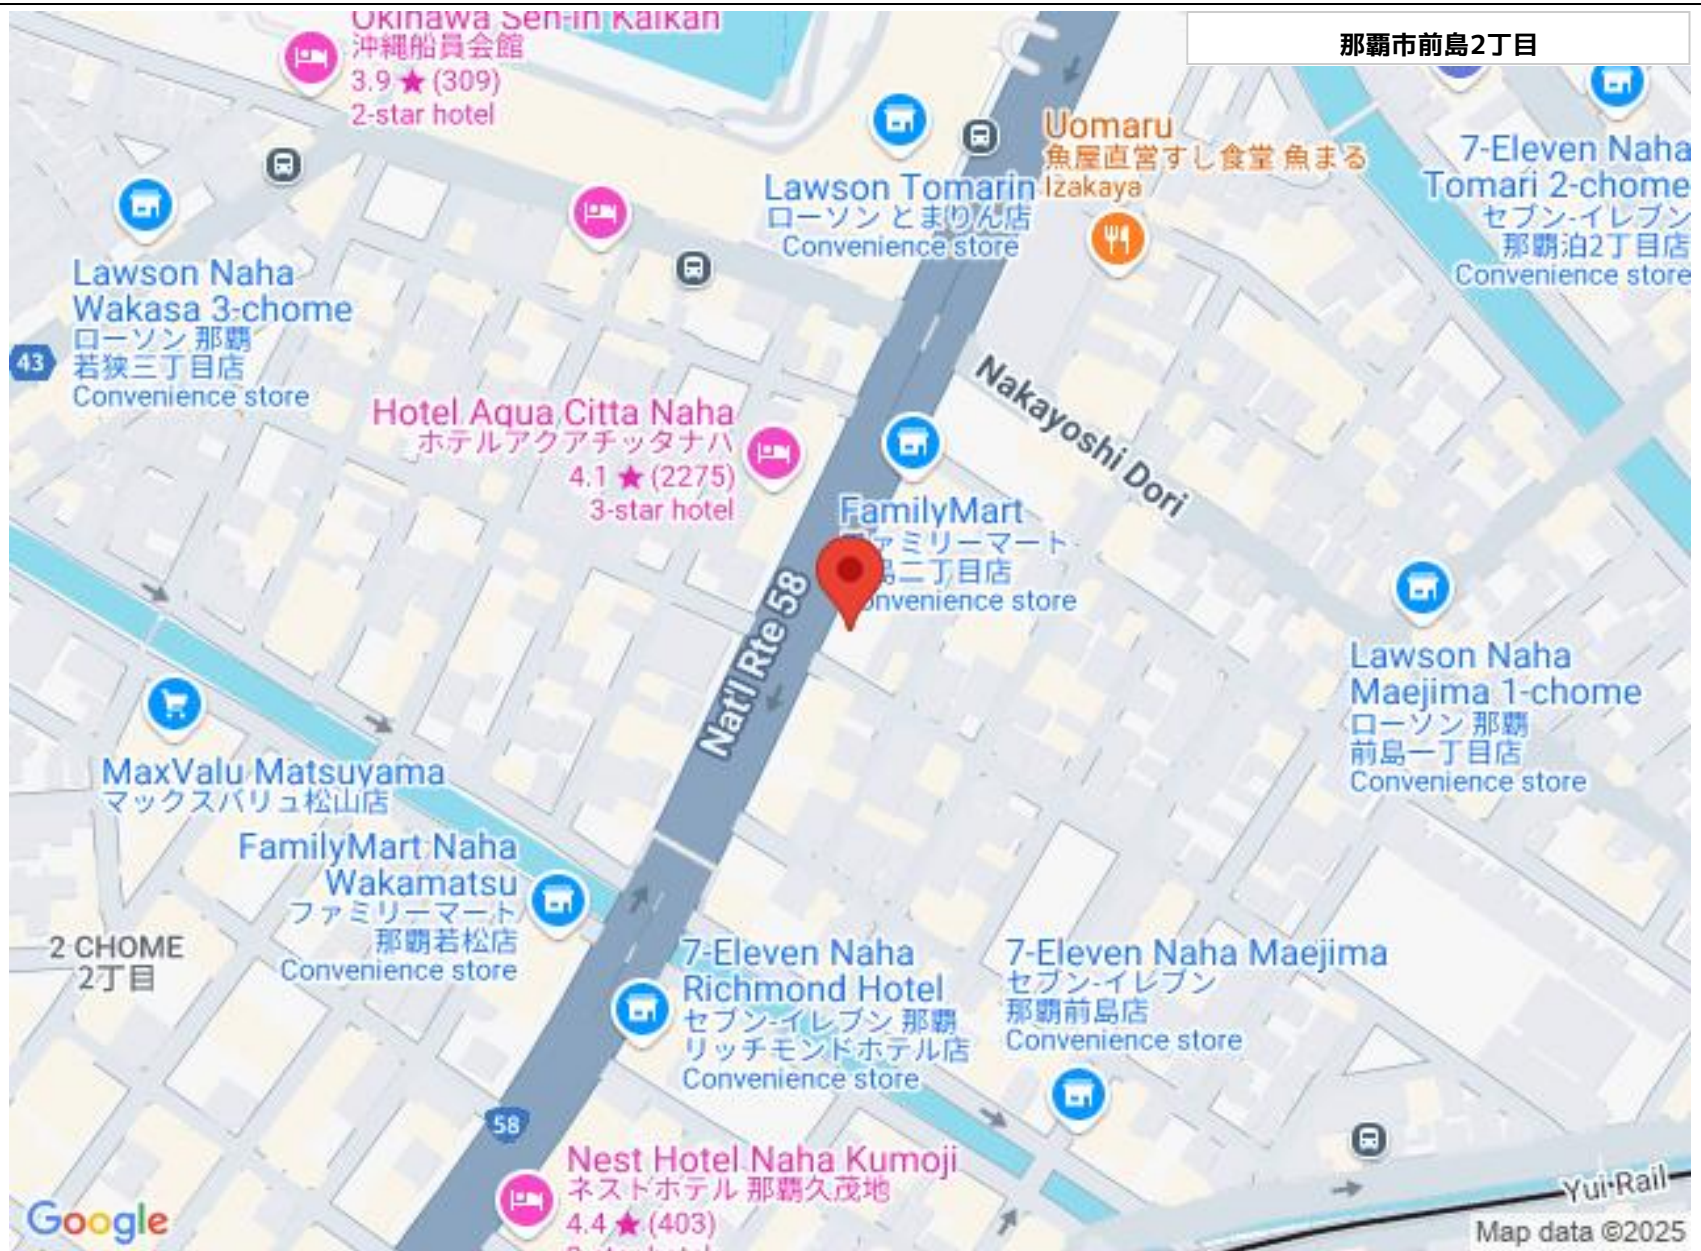 Okinawa Sen-in Kaikan
沖縄船員会館
3.9 ★ (309)
2-star hotel
那覇市前島2丁目
Uomaru
魚屋直営すし食堂 魚まる
Izakaya
7-Eleven Naha
Tomari 2-chome
セブン-イレブン
那覇泊2丁目店
Convenience store
Lawson Tomarin
ローソン とまりん店
Convenience store
Lawson Naha
Wakasa 3-chome
ローソン 那覇
若狭三丁目店
Convenience store
43
Nakayoshi Dori
Hotel Aqua Citta Naha
ホテルアクアチッタナハ
4.1 ★ (2275)
3-star hotel
FamilyMart
ァミリーマート
島二丁目店
onvenience store
Nat'l Rte 58
Lawson Naha
Maejima 1-chome
ローソン 那覇
前島一丁目店
Convenience store
MaxValu Matsuyama
マックスバリュ松山店
FamilyMart Naha
Wakamatsu
ファミリーマート
那覇若松店
Convenience store
2 CHOME
2丁目
7-Eleven Naha
Richmond Hotel
セブン-イレブン 那覇
リッチモンドホテル店
Convenience store
7-Eleven Naha Maejima
セブン-イレブン
那覇前島店
Convenience store
58
Nest Hotel Naha Kumoji
ネストホテル 那覇久茂地
4.4 ★ (403)
Yui Rail
Google
Map data ©2025